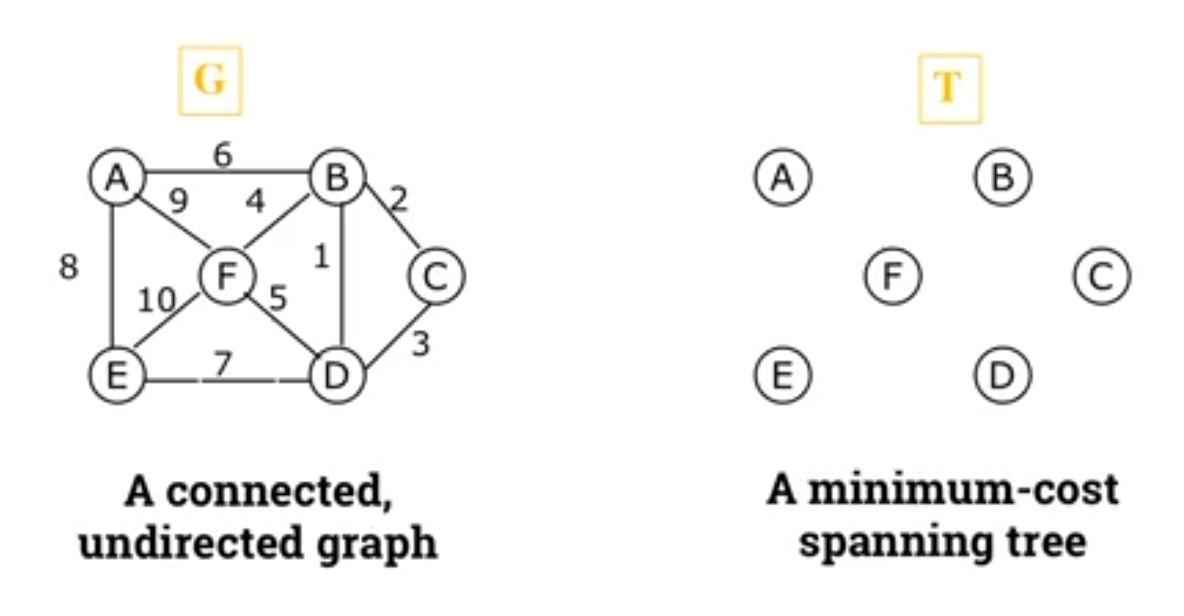 G
T
6
A
B
9
4
2
8
1
F
C
10
5
3
E
7
D
A
B
F
C
E
D
A connected,
undirected graph
A minimum-cost
spanning tree